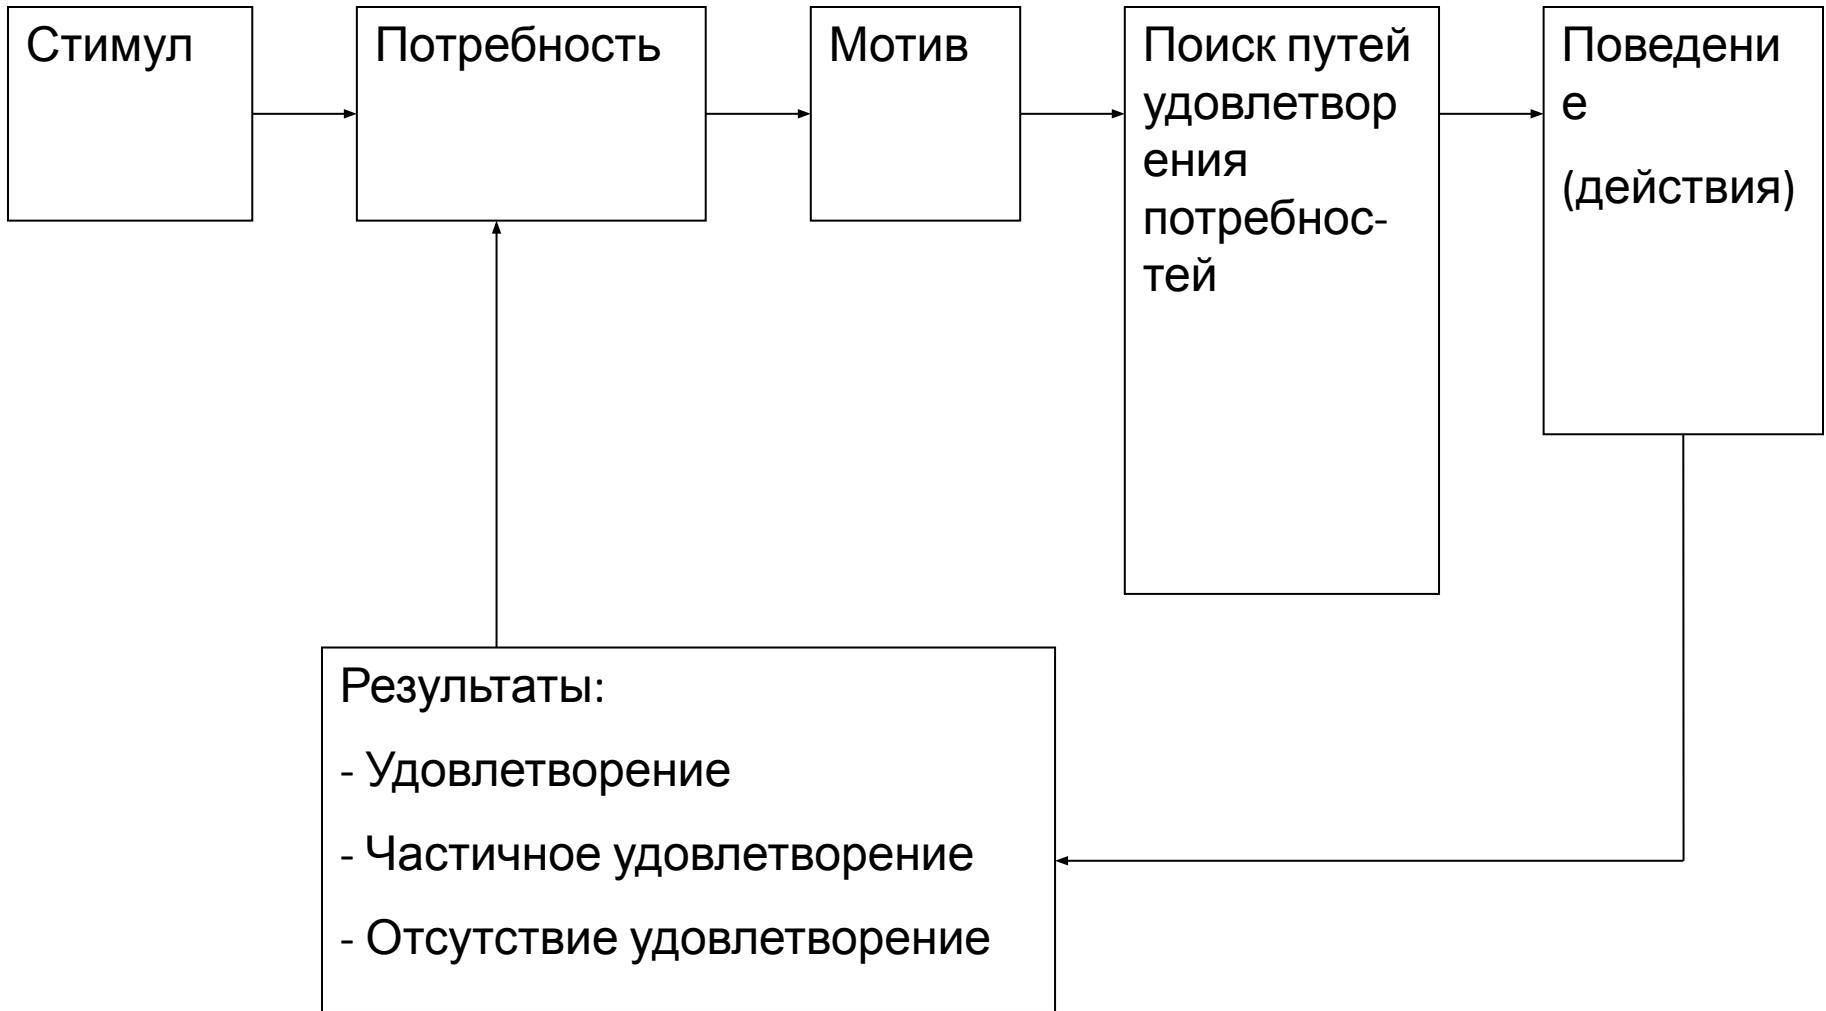 Стимул
Потребность
Мотив
Поиск путей
удовлетвор
ения
потребнос-
тей
Поведени
е
(действия)
Результаты:
- Удовлетворение
- Частичное удовлетворение
- Отсутствие удовлетворение